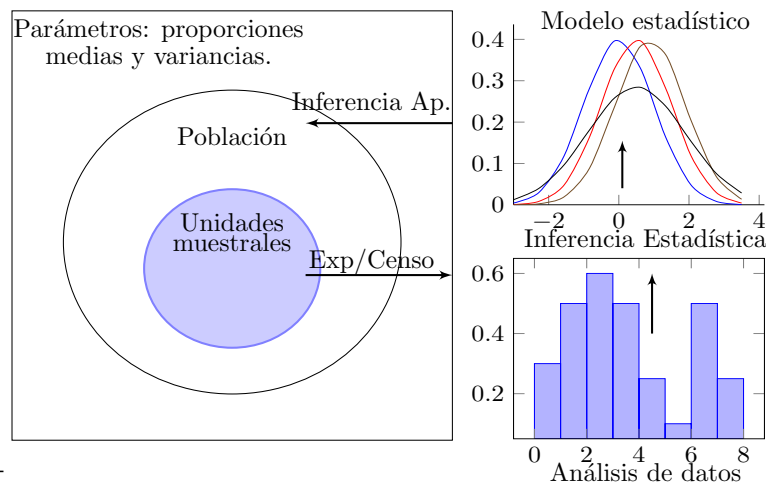 Parámetros: proporciones
medias y variancias.
Inferencia Ap.
Población
Unidades
muestrales
Exp/Censo
Modelo estadístico
0.4
0.3
0.2
0.1
0
−2 0 2 4
Inferencia Estadística
0.6
0.4
0.2
0 2 4 6 8
Análisis de datos